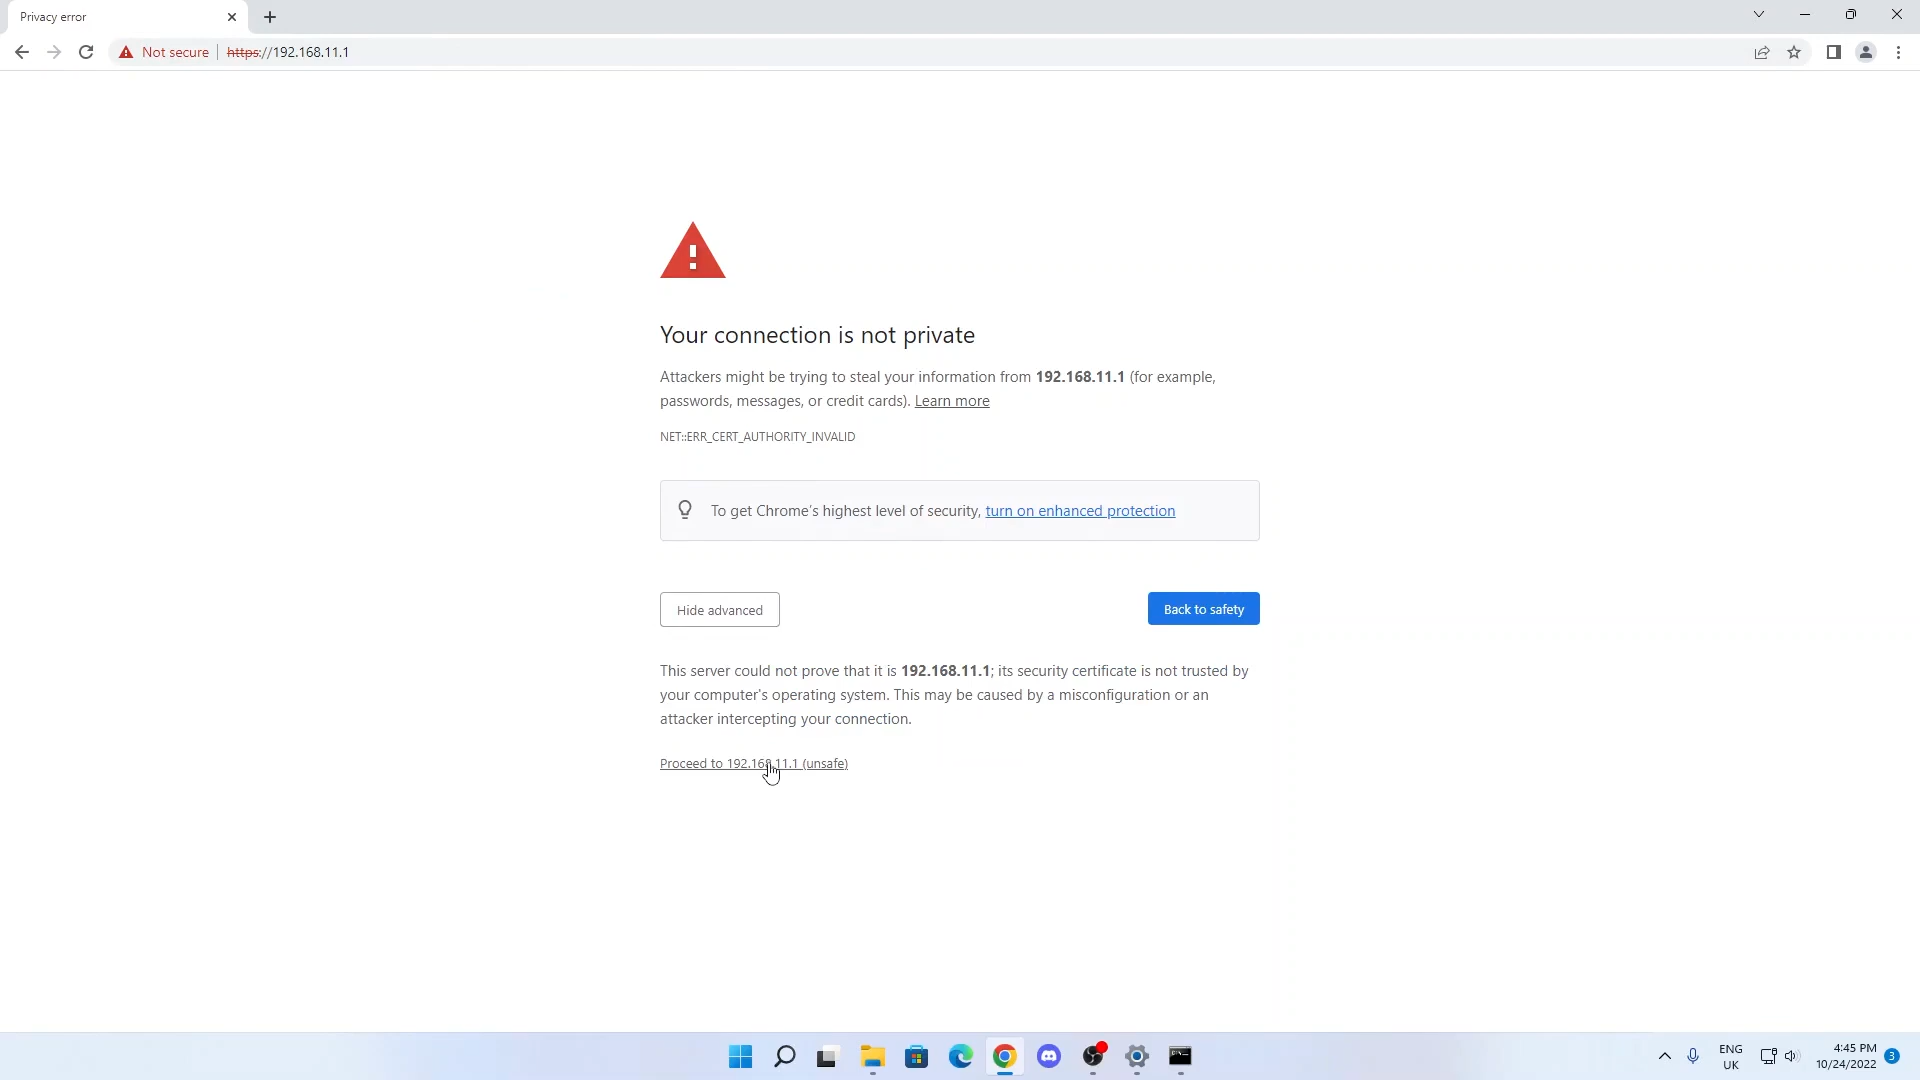 Privacy error
Not secure
https://192.168.11.1
Your connection is not private
Attackers might be trying to steal your information from 192.168.11.1 (for example,
passwords, messages, or credit cards). Learn more
NET::ERR_CERT_AUTHORITY_INVALID
To get Chrome's highest level of security, turn on enhanced protection
Hide advanced
Back to safety
This server could not prove that it is 192.168.11.1; its security certificate is not trusted by
your computer's operating system. This may be caused by a misconfiguration or an
attacker intercepting your connection.
Proceed to 192.168.11.1 (unsafe)
ENG
UK
4:45 PM
10/24/2022
3